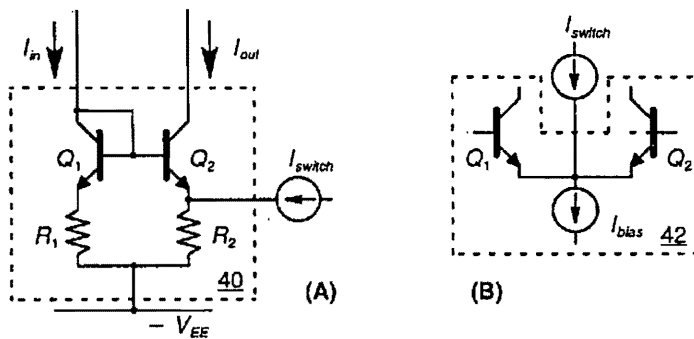 I_in
I_out
I_switch
Q_1
Q_2
I_switch
R_1
R_2
40
(A)
– V_EE
Q_1
Q_2
I_bias
42
(B)